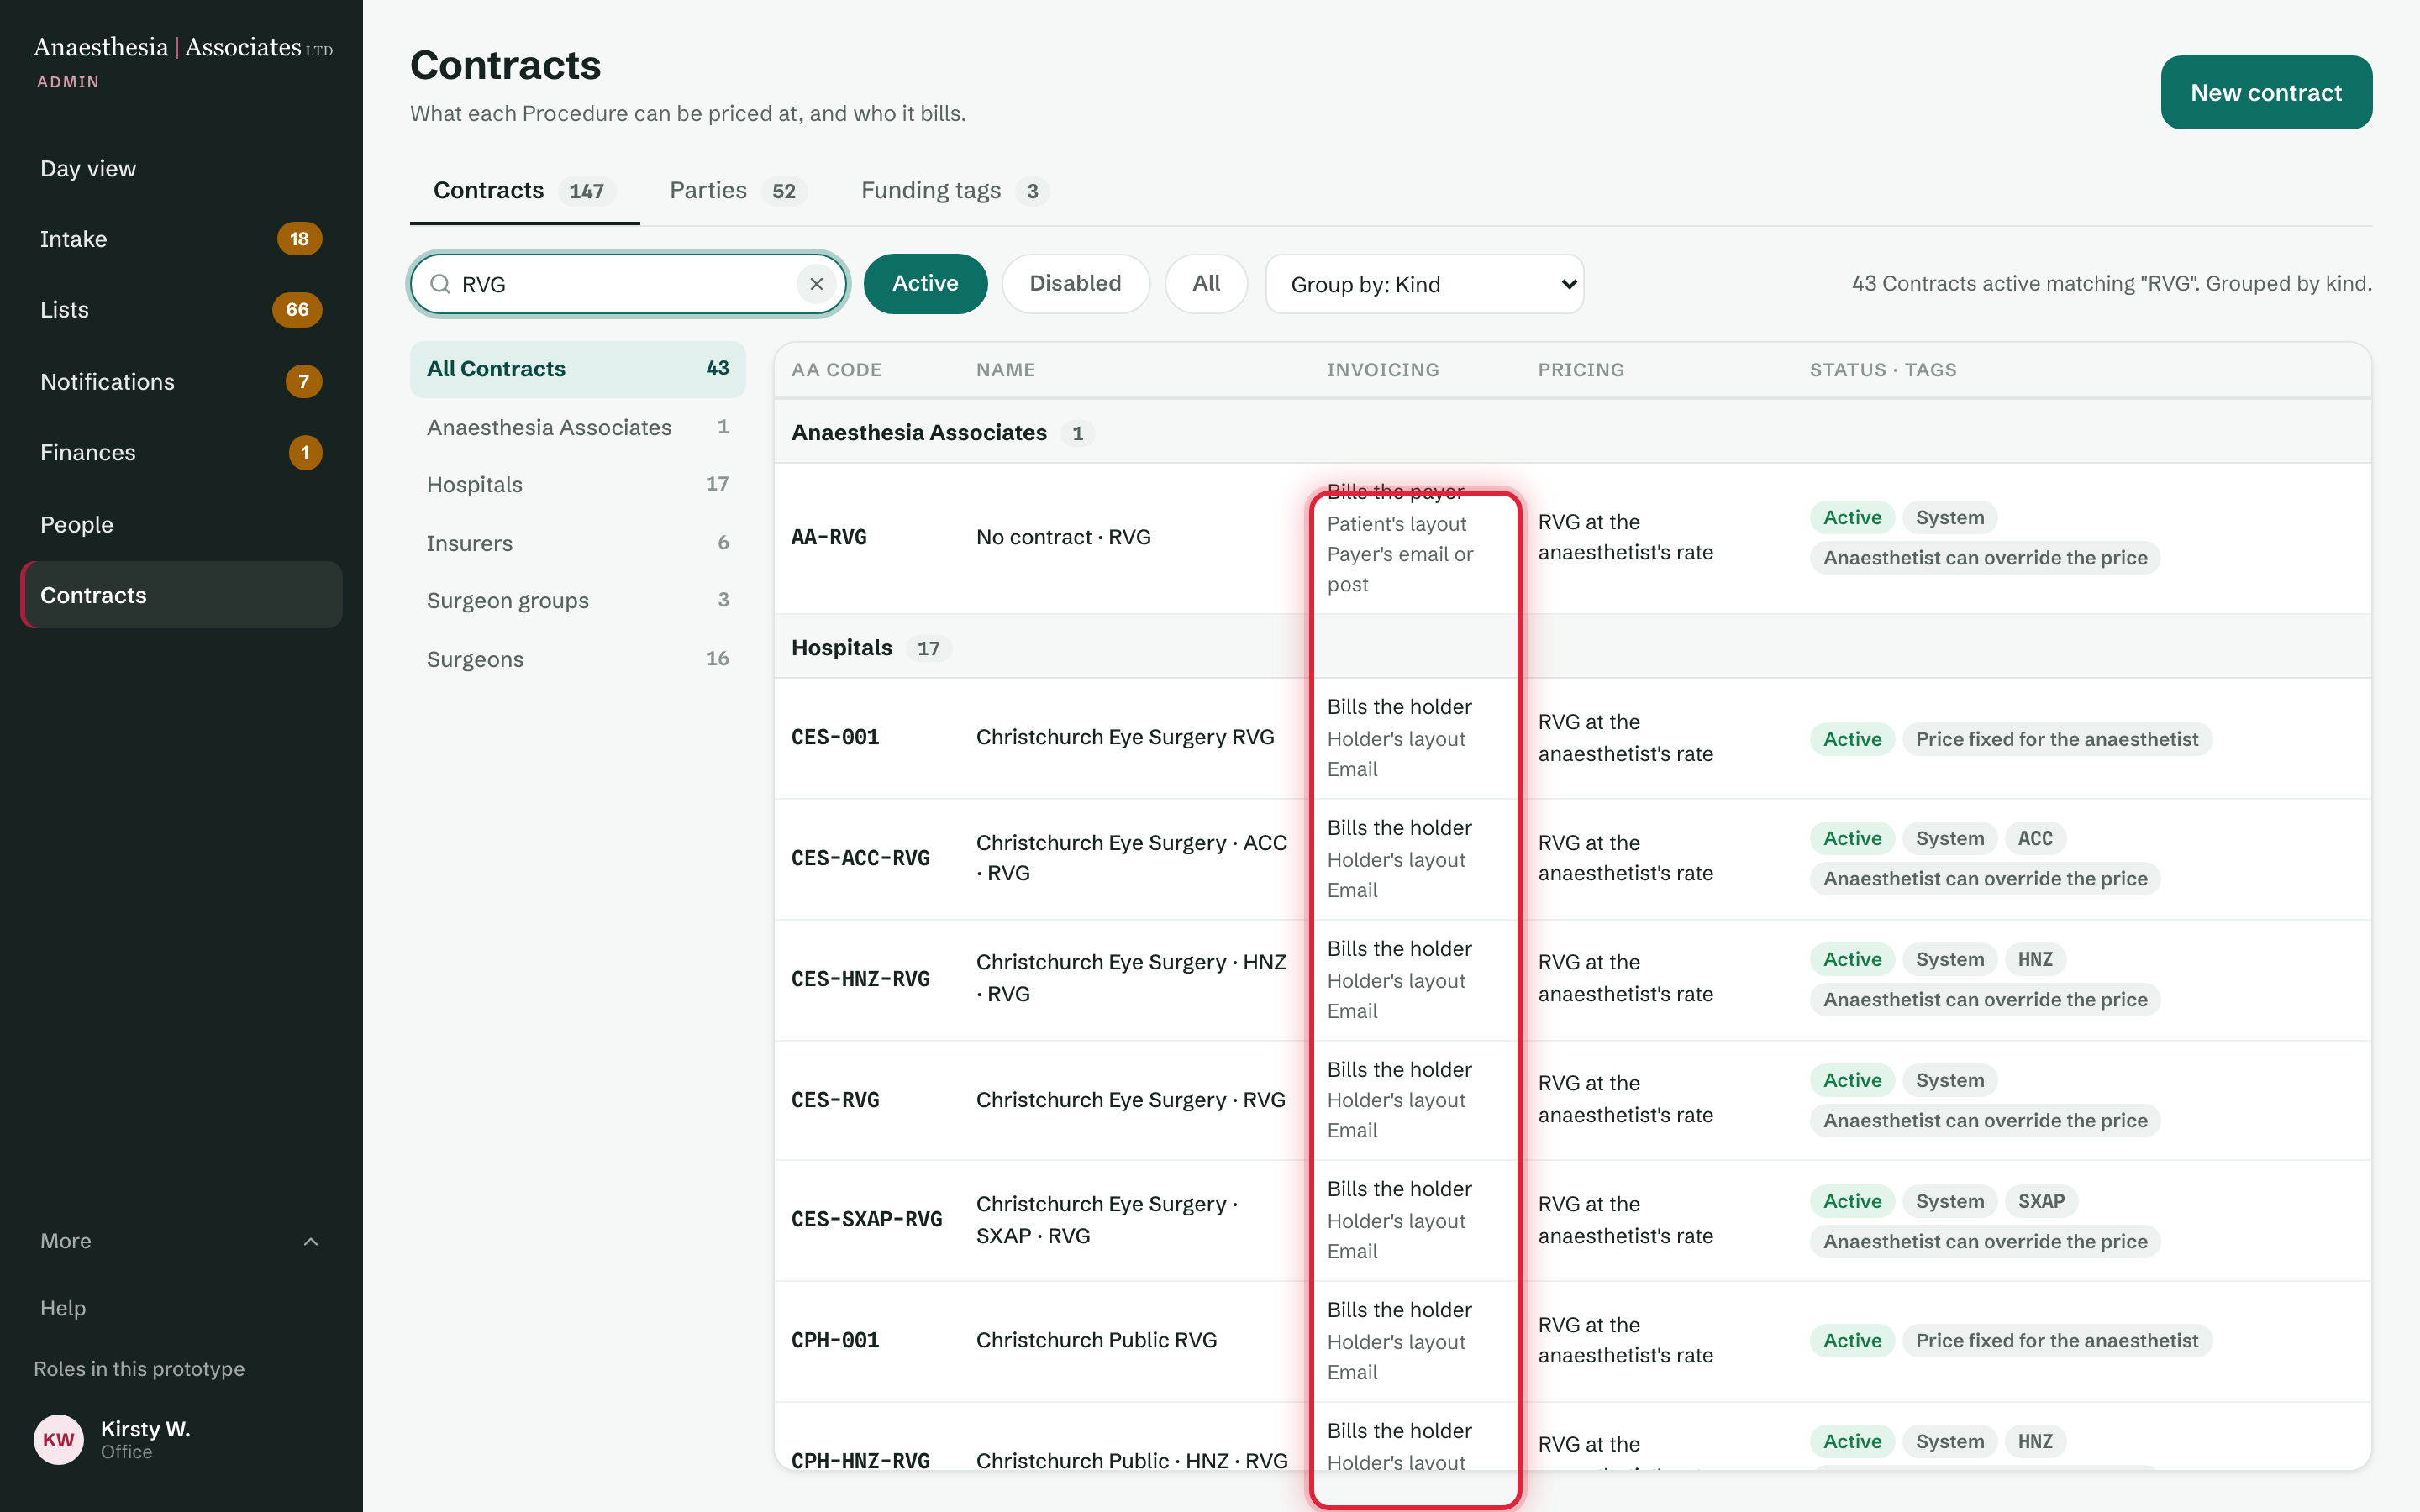 Anaesthesia | Associates LTD
ADMIN
Day view
Intake 18
Lists 66
Notifications 7
Finances 1
People
Contracts
More
Help
Roles in this prototype
KW
Kirsty W.
Office
Contracts
What each Procedure can be priced at, and who it bills.
New contract
Contracts 147 Parties 52 Funding tags 3
RVG
Active Disabled All Group by: Kind
43 Contracts active matching "RVG". Grouped by kind.
All Contracts 43
Anaesthesia Associates 1
Hospitals 17
Insurers 6
Surgeon groups 3
Surgeons 16
AA CODE NAME INVOICING PRICING STATUS · TAGS
Anaesthesia Associates 1
AA-RVG
No contract · RVG
Bills the payer
Patient's layout
Payer's email or
post
RVG at the
anaesthetist's rate
Active System
Anaesthetist can override the price
Hospitals 17
CES-001
Christchurch Eye Surgery RVG
Bills the holder
Holder's layout
Email
RVG at the
anaesthetist's rate
Active Price fixed for the anaesthetist
CES-ACC-RVG
Christchurch Eye Surgery · ACC
· RVG
Bills the holder
Holder's layout
Email
RVG at the
anaesthetist's rate
Active System ACC
Anaesthetist can override the price
CES-HNZ-RVG
Christchurch Eye Surgery · HNZ
· RVG
Bills the holder
Holder's layout
Email
RVG at the
anaesthetist's rate
Active System HNZ
Anaesthetist can override the price
CES-RVG
Christchurch Eye Surgery · RVG
Bills the holder
Holder's layout
Email
RVG at the
anaesthetist's rate
Active System
Anaesthetist can override the price
CES-SXAP-RVG
Christchurch Eye Surgery ·
SXAP · RVG
Bills the holder
Holder's layout
Email
RVG at the
anaesthetist's rate
Active System SXAP
Anaesthetist can override the price
CPH-001
Christchurch Public RVG
Bills the holder
Holder's layout
Email
RVG at the
anaesthetist's rate
Active Price fixed for the anaesthetist
CPH-HNZ-RVG
Christchurch Public · HNZ · RVG
Bills the holder
Holder's layout
RVG at the
Active System HNZ